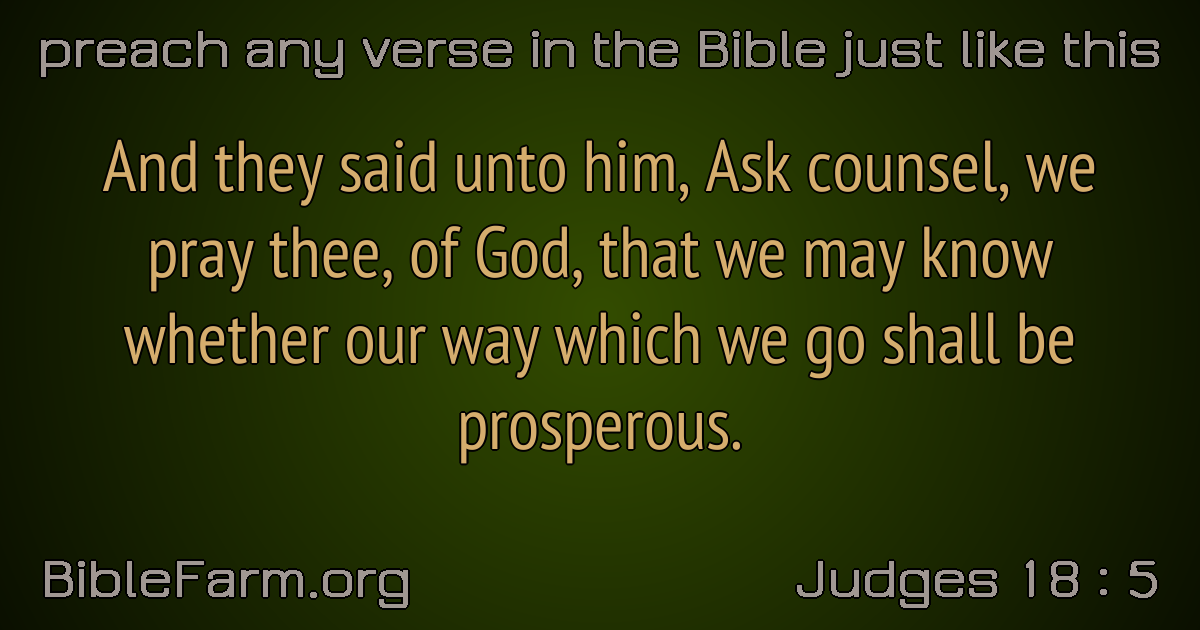 preach any verse in the Bible just like this
And they said unto him, Ask counsel, we
pray thee, of God, that we may know
whether our way which we go shall be
prosperous.
BibleFarm.org
Judges 18 : 5